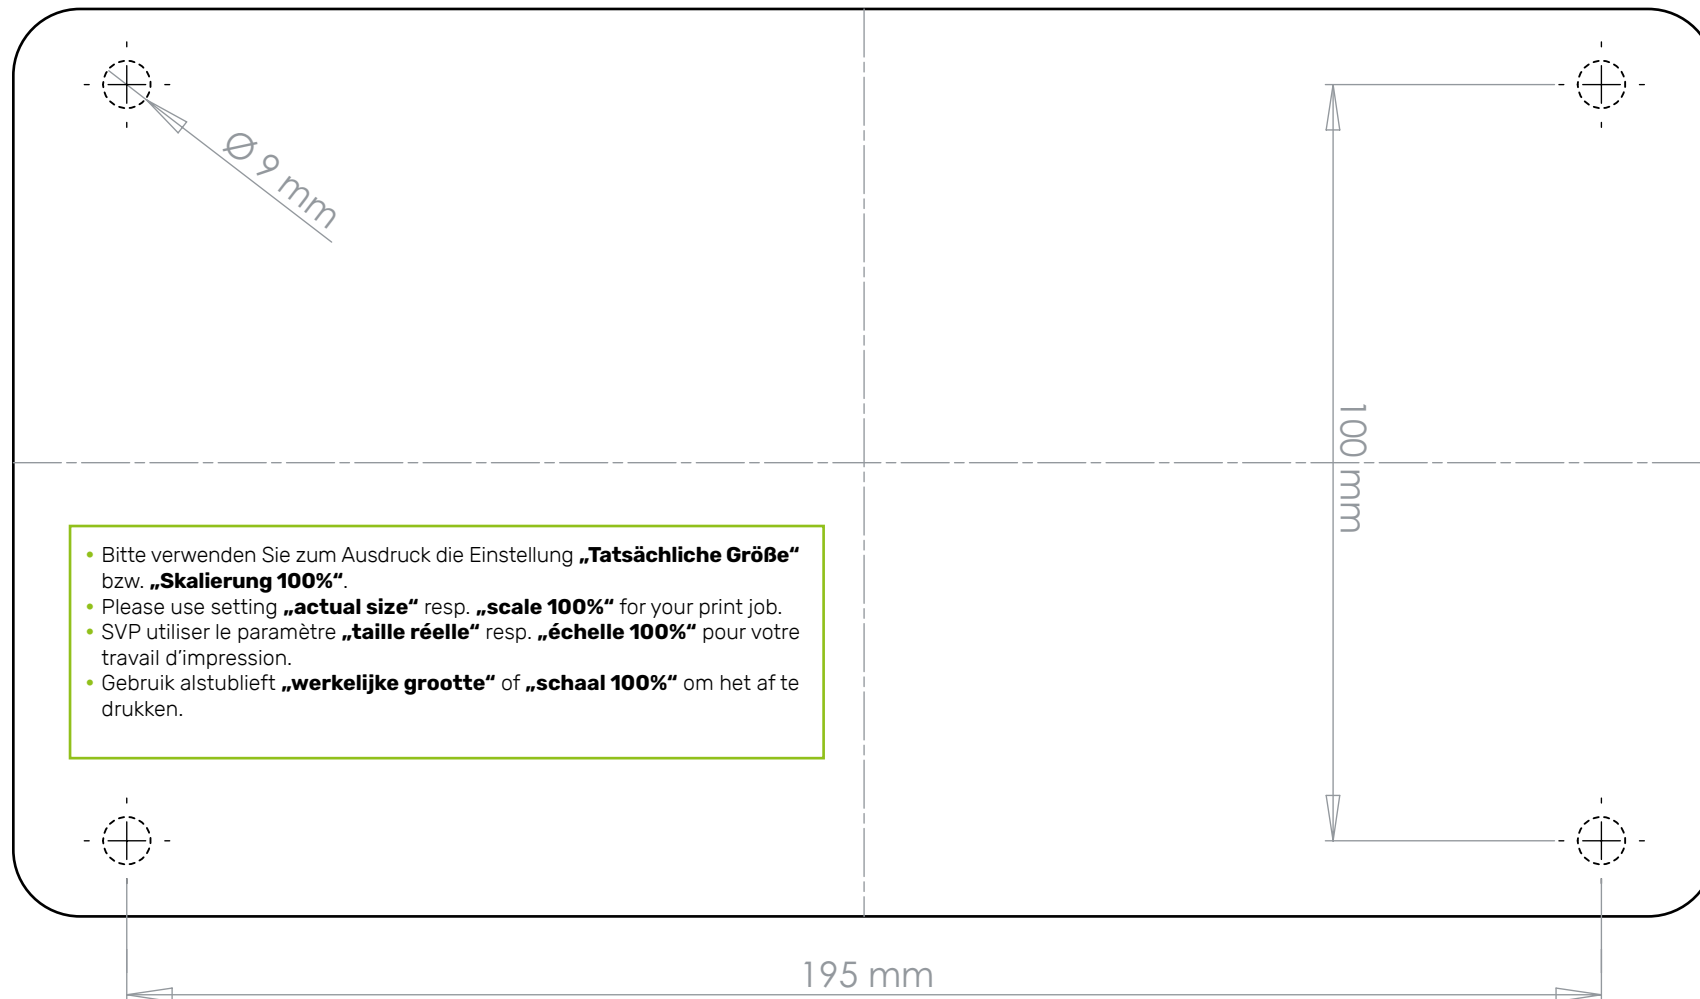 Ø 9 mm
100 mm
• Bitte verwenden Sie zum Ausdruck die Einstellung „Tatsächliche Größe“
bzw. „Skalierung 100%“.
• Please use setting „actual size“ resp. „scale 100%“ for your print job.
• SVP utiliser le paramètre „taille réelle“ resp. „échelle 100%“ pour votre
travail d’impression.
• Gebruik alstublieft „werkelijke grootte“ of „schaal 100%“ om het af te
drukken.
195 mm